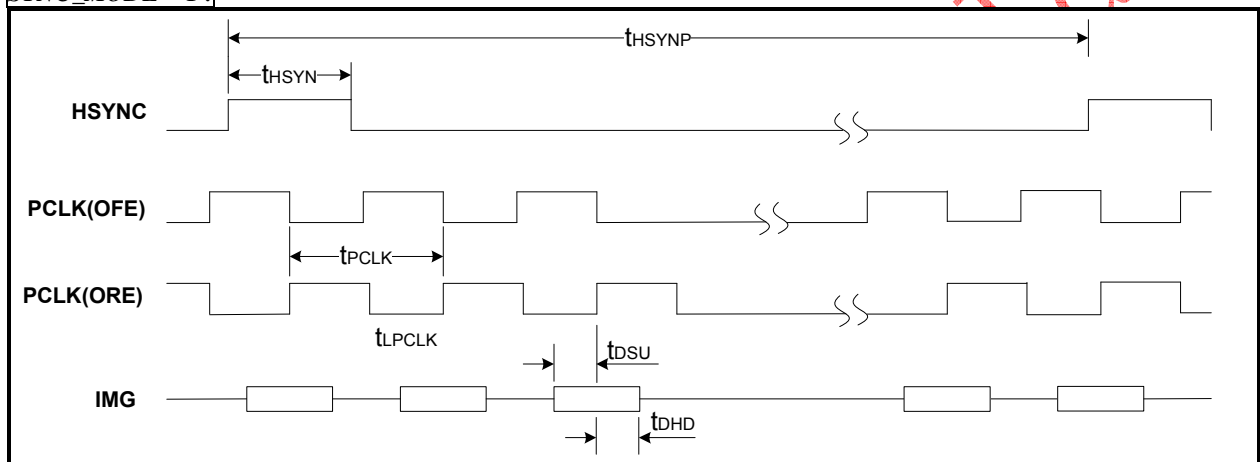 tHSYNP
tHSYN
HSYNC
PCLK(OFE)
tPCLK
PCLK(ORE)
tLPCLK
tDSU
IMG
tDHD